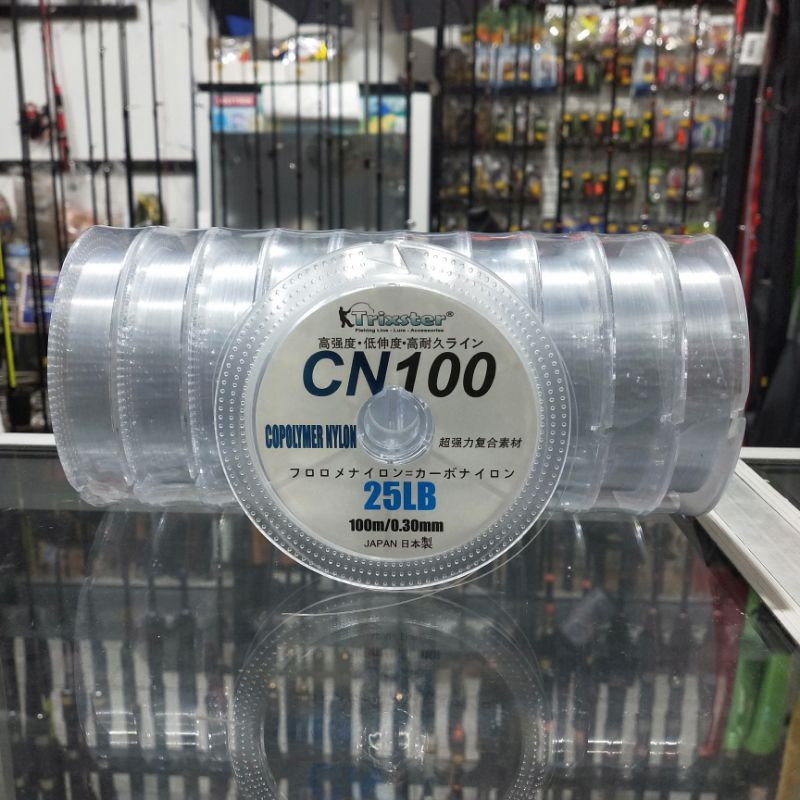 Trixster®
Fishing Line - Lure - Accessories
高强度・低伸度・高耐久ライン
CN100
COPOLYMER NYLON
超强力复合素材
フロロメナイロン=カーボナイロン
25LB
100m/0.30mm
JAPAN 日本製